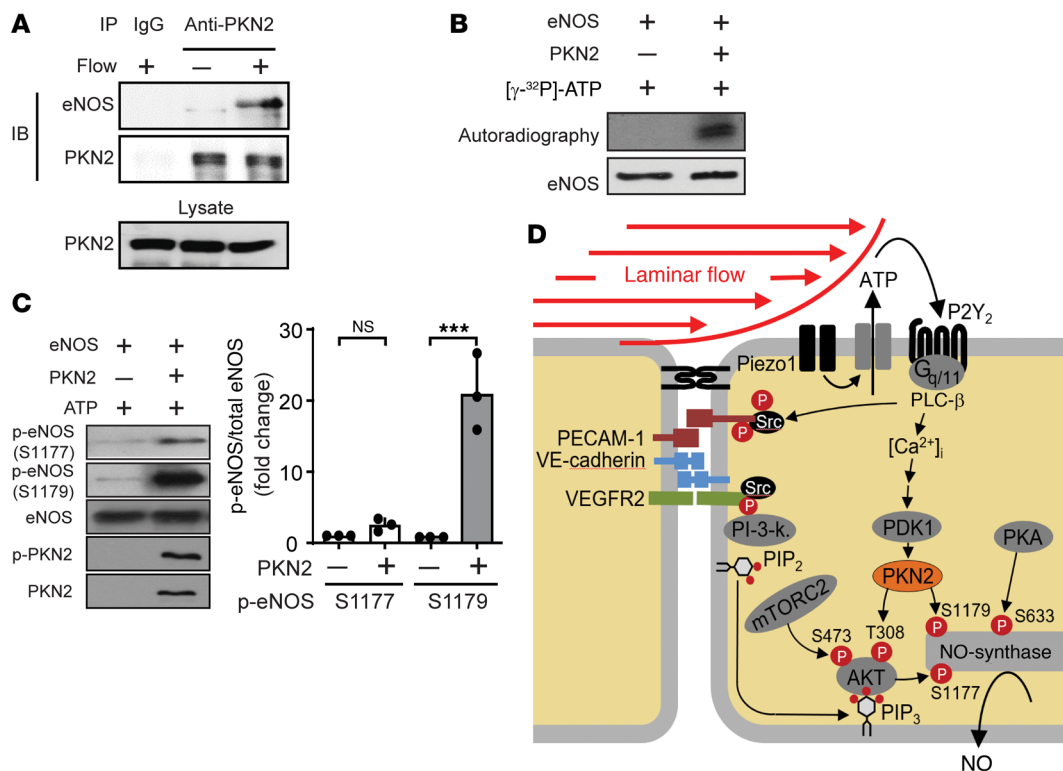 A
IP IgG Anti-PKN2
Flow + — +
IB
eNOS
PKN2
Lysate
PKN2
B
eNOS + +
PKN2 — +
[γ-³²P]-ATP + +
Autoradiography
eNOS
C
eNOS + +
PKN2 — +
ATP + +
p-eNOS
(S1177)
p-eNOS
(S1179)
eNOS
p-PKN2
PKN2
p-eNOS/total eNOS
(fold change)
30
20
10
0
NS
***
PKN2 — + — +
p-eNOS S1177 S1179
D
Laminar flow
ATP
P2Y₂
Piezo1
Gq/11
PLC-β
P
Src
P
PECAM-1
VE-cadherin
VEGFR2
[Ca²⁺]ᵢ
Src
P
PI-3-k.
PDK1
PKA
PIP₂
PKN2
mTORC2
S473
T308
S1179
S633
P
P
P
P
NO-synthase
AKT
P
S1177
PIP₃
NO